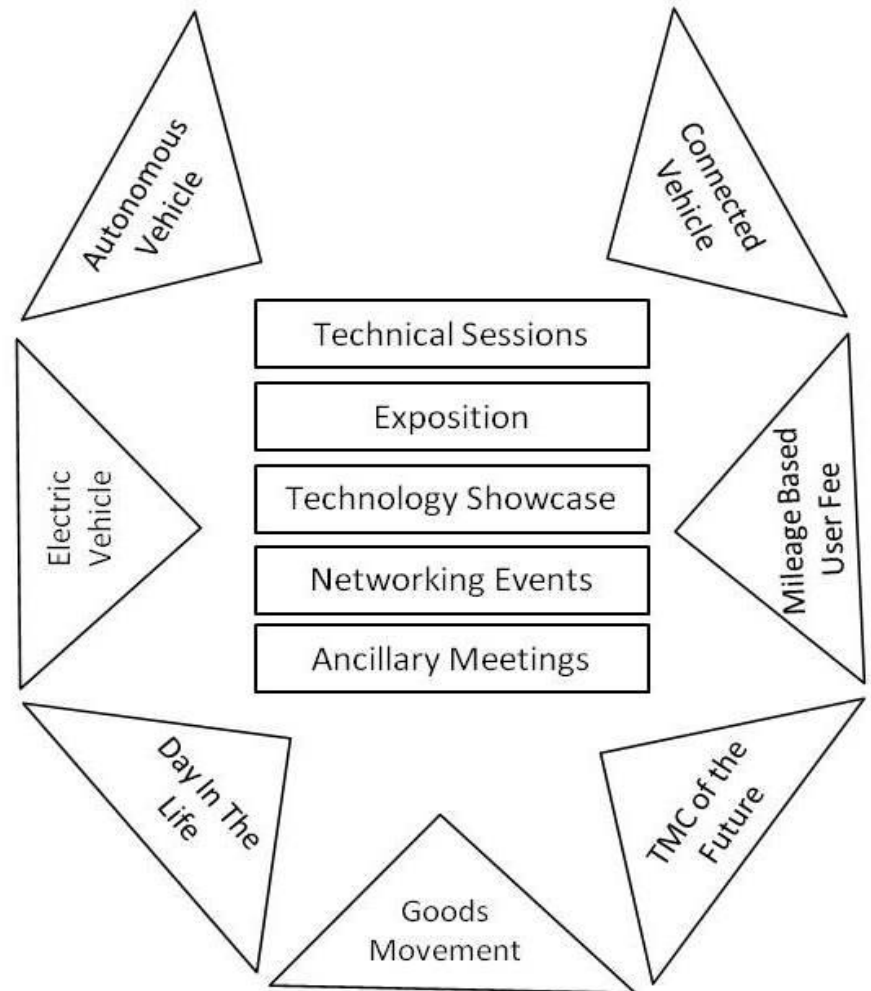 Autonomous
Vehicle
Connected
Vehicle
Technical Sessions
Exposition
Technology Showcase
Networking Events
Ancillary Meetings
Electric
Vehicle
Mileage Based
User Fee
Day In The
Life
TMC of the
Future
Goods
Movement